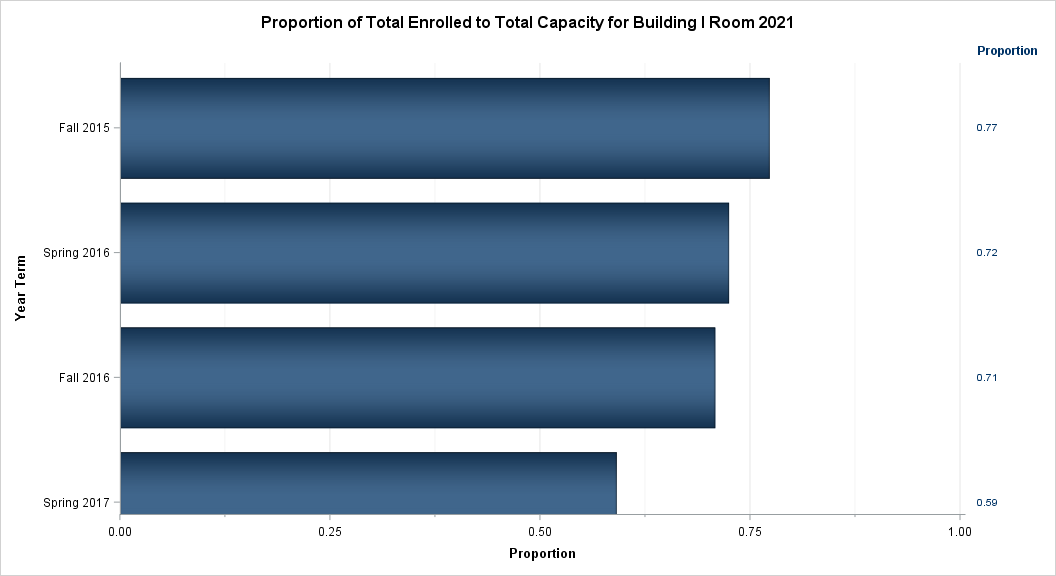 Proportion of Total Enrolled to Total Capacity for Building I Room 2021
Proportion
Fall 2015 0.77
Spring 2016 0.72
Fall 2016 0.71
Spring 2017 0.59
Year Term
0.00 0.25 0.50 0.75 1.00
Proportion